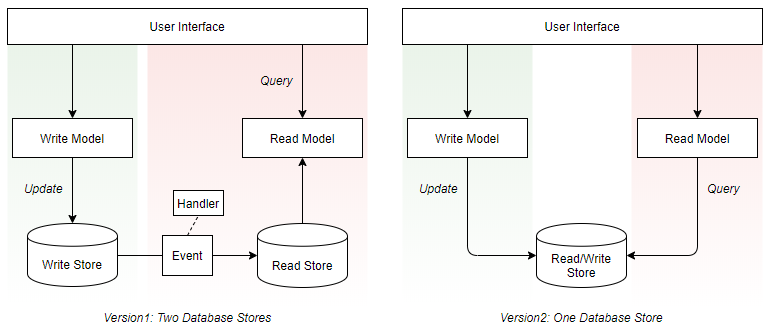 User Interface
Query
Write Model
Read Model
Update
Handler
Event
Write Store
Read Store
Version1: Two Database Stores
User Interface
Write Model
Read Model
Update
Query
Read/Write
Store
Version2: One Database Store